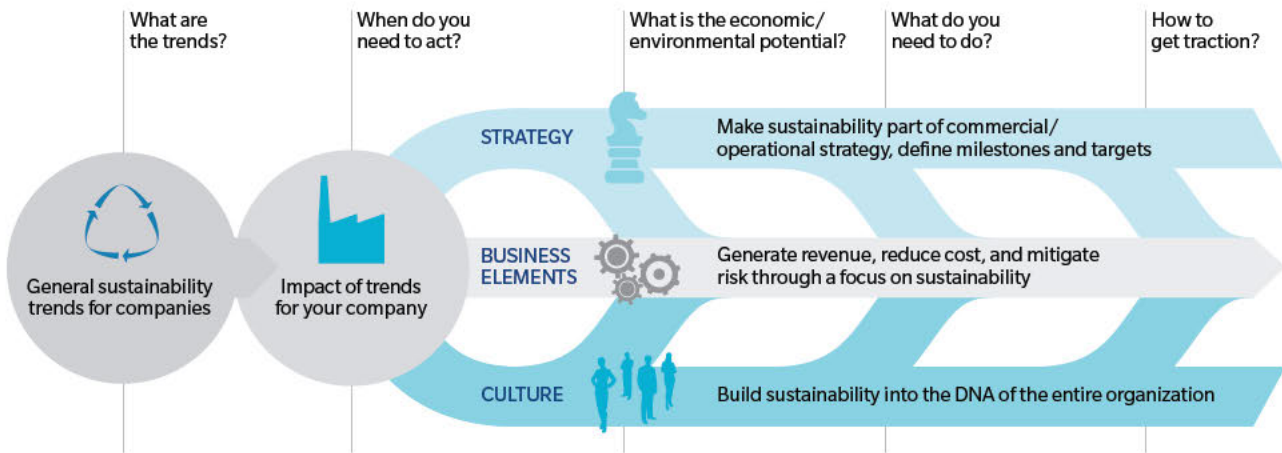 What are
the trends?
When do you
need to act?
What is the economic/
environmental potential?
What do you
need to do?
How to
get traction?
General sustainability
trends for companies
Impact of trends
for your company
STRATEGY
Make sustainability part of commercial/
operational strategy, define milestones and targets
BUSINESS
ELEMENTS
Generate revenue, reduce cost, and mitigate
risk through a focus on sustainability
CULTURE
Build sustainability into the DNA of the entire organization